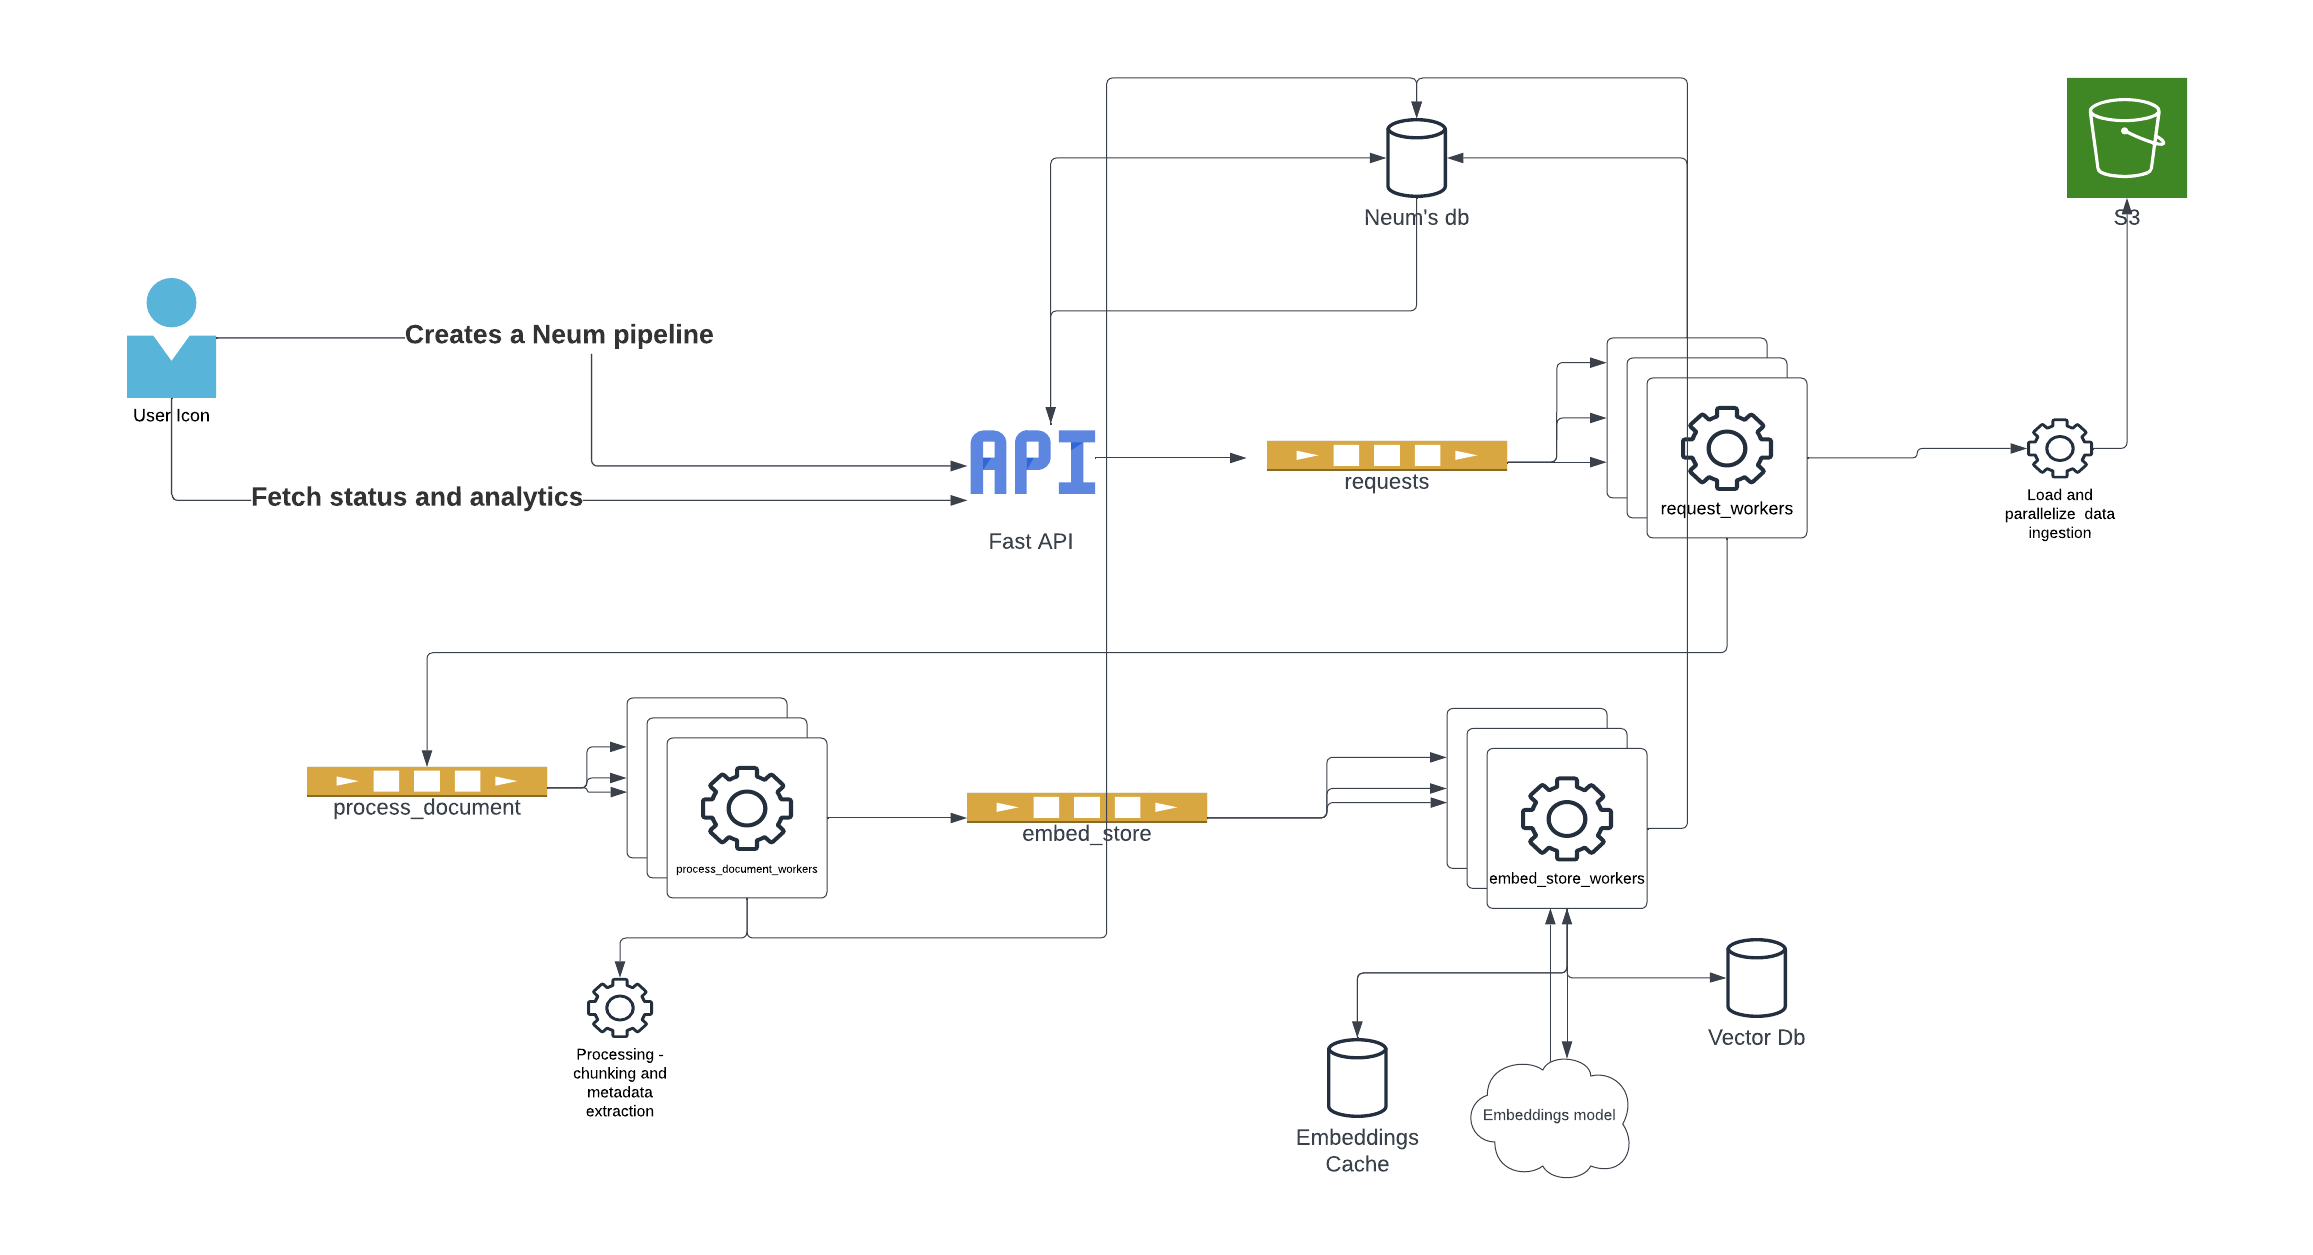 Neum's db
S3
Creates a Neum pipeline
User Icon
API
requests
Fetch status and analytics
Fast API
request_workers
Load and
parallelize data
ingestion
process_document
process_document_workers
embed_store
embed_store_workers
Vector Db
Processing -
chunking and
metadata
extraction
Embeddings model
Embeddings
Cache